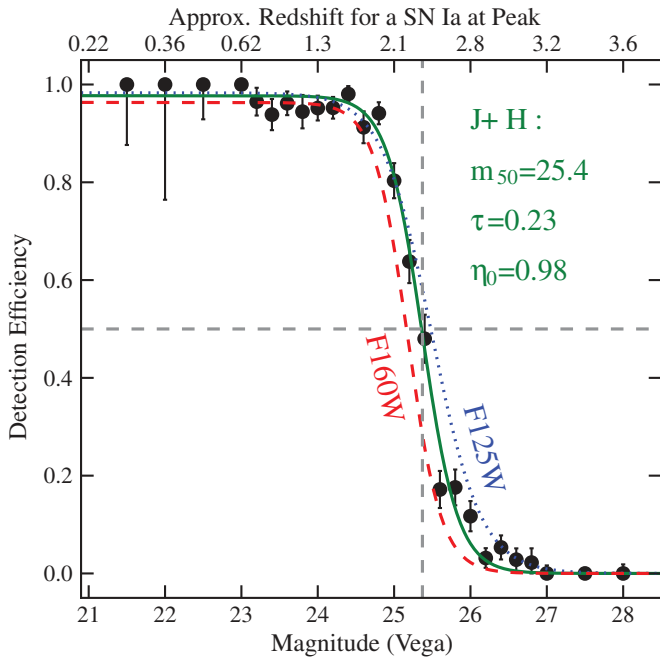 Approx. Redshift for a SN Ia at Peak
0.22 0.36 0.62 1.3 2.1 2.8 3.2 3.6
1.0
0.8
0.6
0.4
0.2
0.0
Detection Efficiency
J+ H :
m₅₀=25.4
τ=0.23
η₀=0.98
F160W
F125W
21 22 23 24 25 26 27 28
Magnitude (Vega)